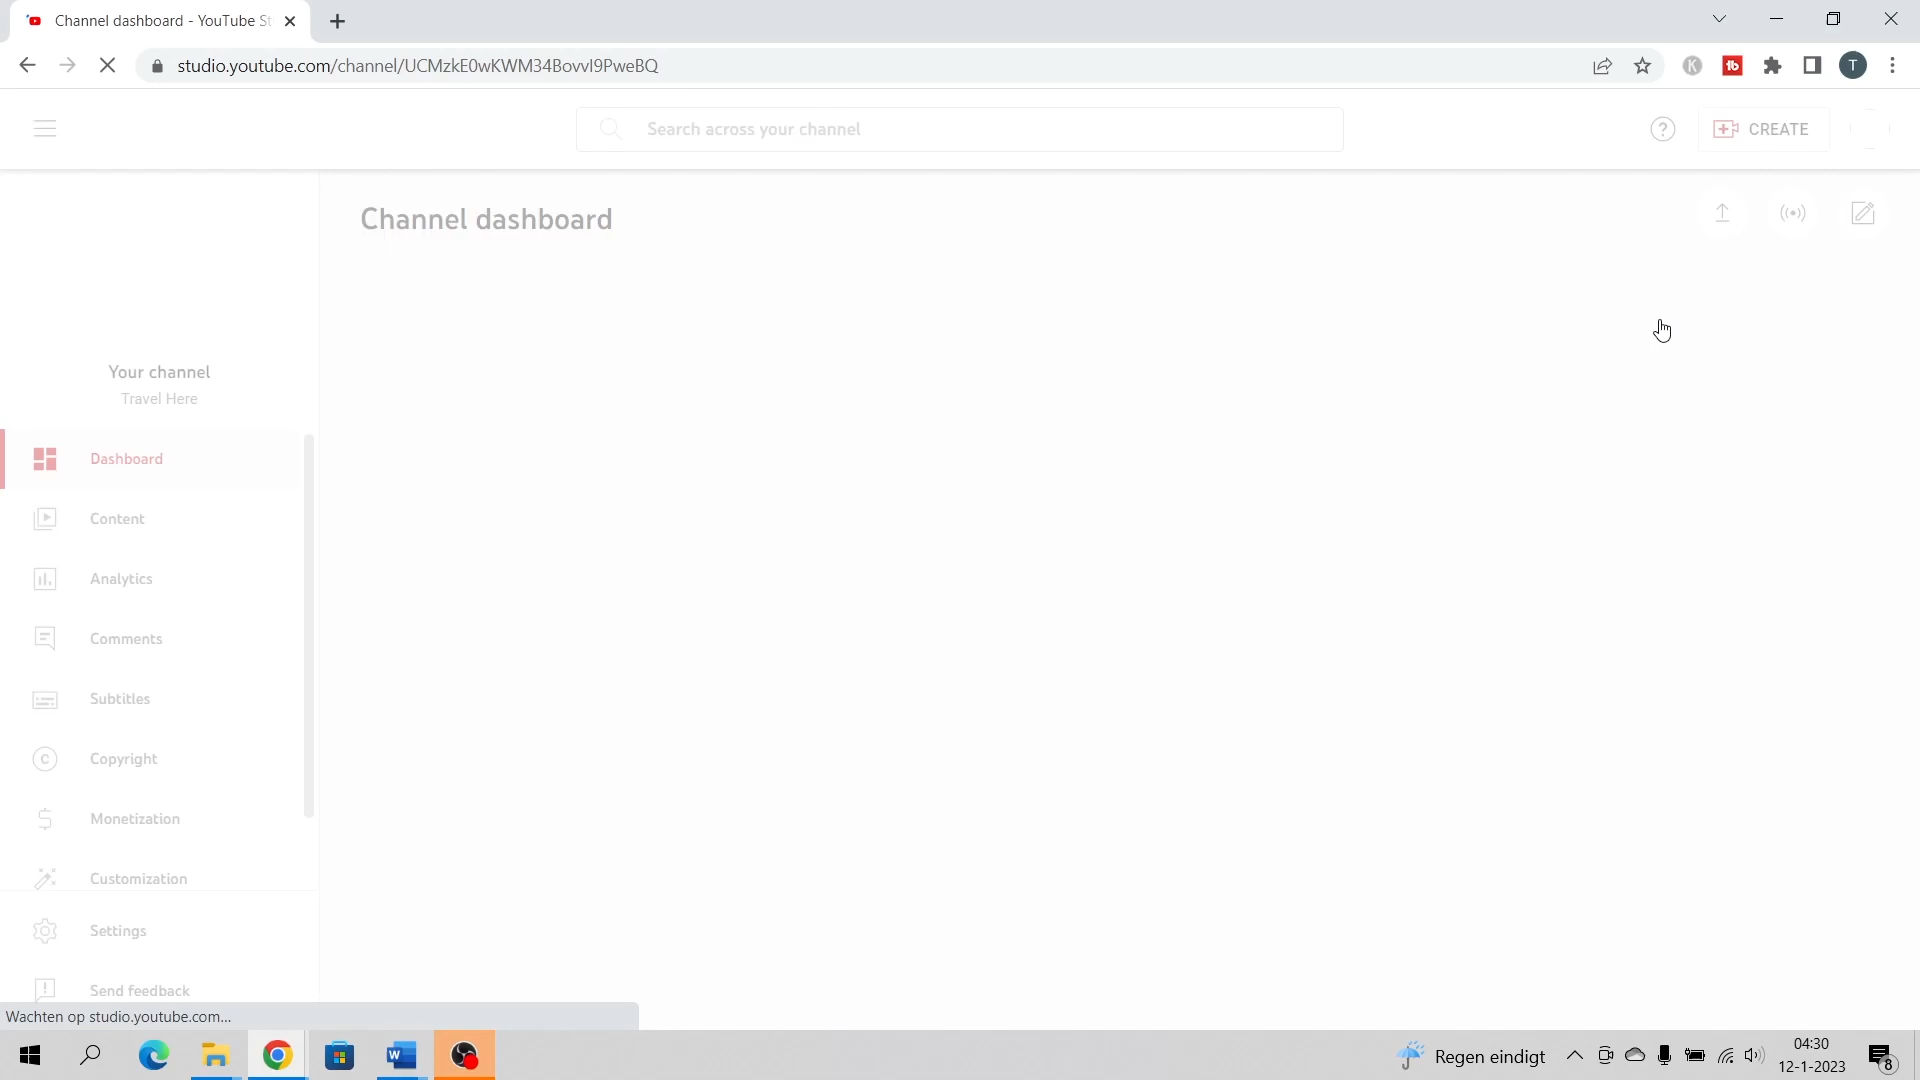 Channel dashboard - YouTube St
studio.youtube.com/channel/UCMzkE0wKWM34BovvI9PweBQ
T
Search across your channel
CREATE
Channel dashboard
Your channel
Travel Here
Dashboard
Content
Analytics
Comments
Subtitles
Copyright
Monetization
Customization
Settings
Send feedback
Wachten op studio.youtube.com...
Regen eindigt
04:30
12-1-2023
8